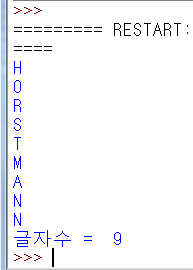 >>>
========= RESTART:
====
H
O
R
S
T
M
A
N
N
글자수 =  9
>>>